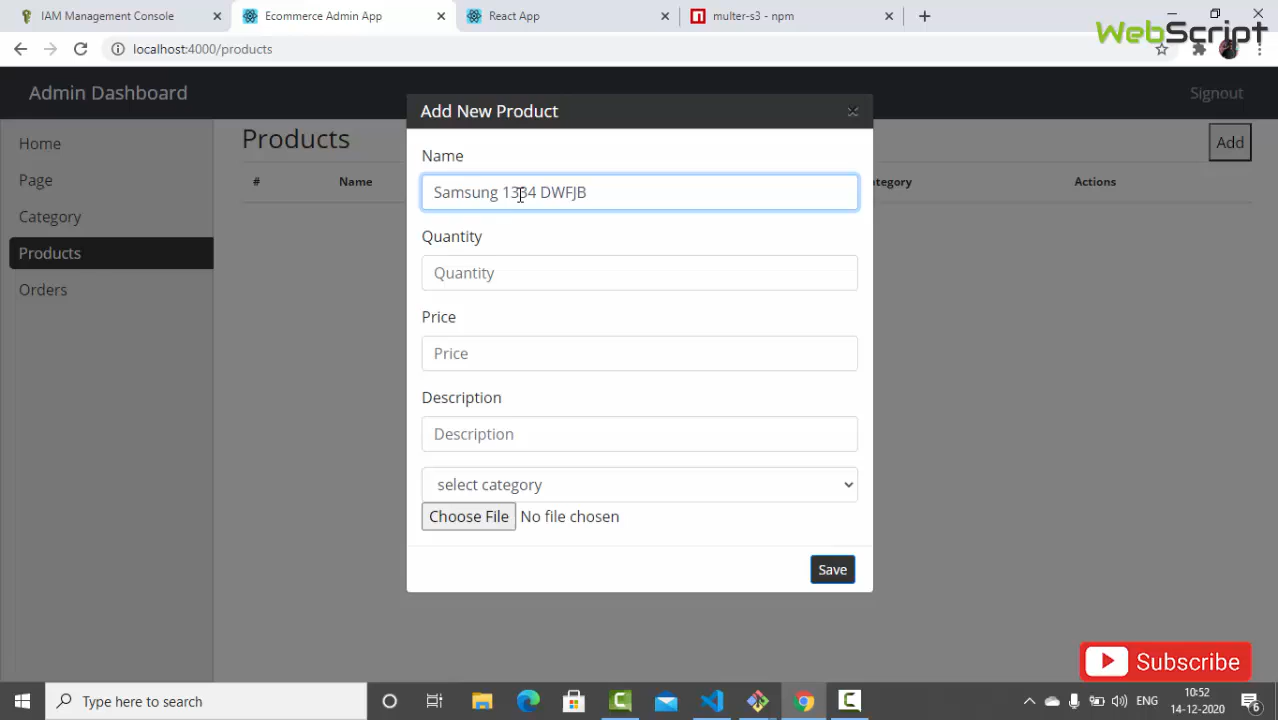 IAM Management Console
Ecommerce Admin App
React App
multer-s3 - npm
localhost:4000/products
WebScript
Admin Dashboard
Signout
Home
Page
Category
Products
Orders
Products
Add
#
Name
ategory
Actions
Add New Product
Name
Samsung 1334 DWFJB
Quantity
Quantity
Price
Price
Description
Description
select category
Choose File No file chosen
Save
Subscribe
Type here to search
ENG
10:52
14-12-2020
6